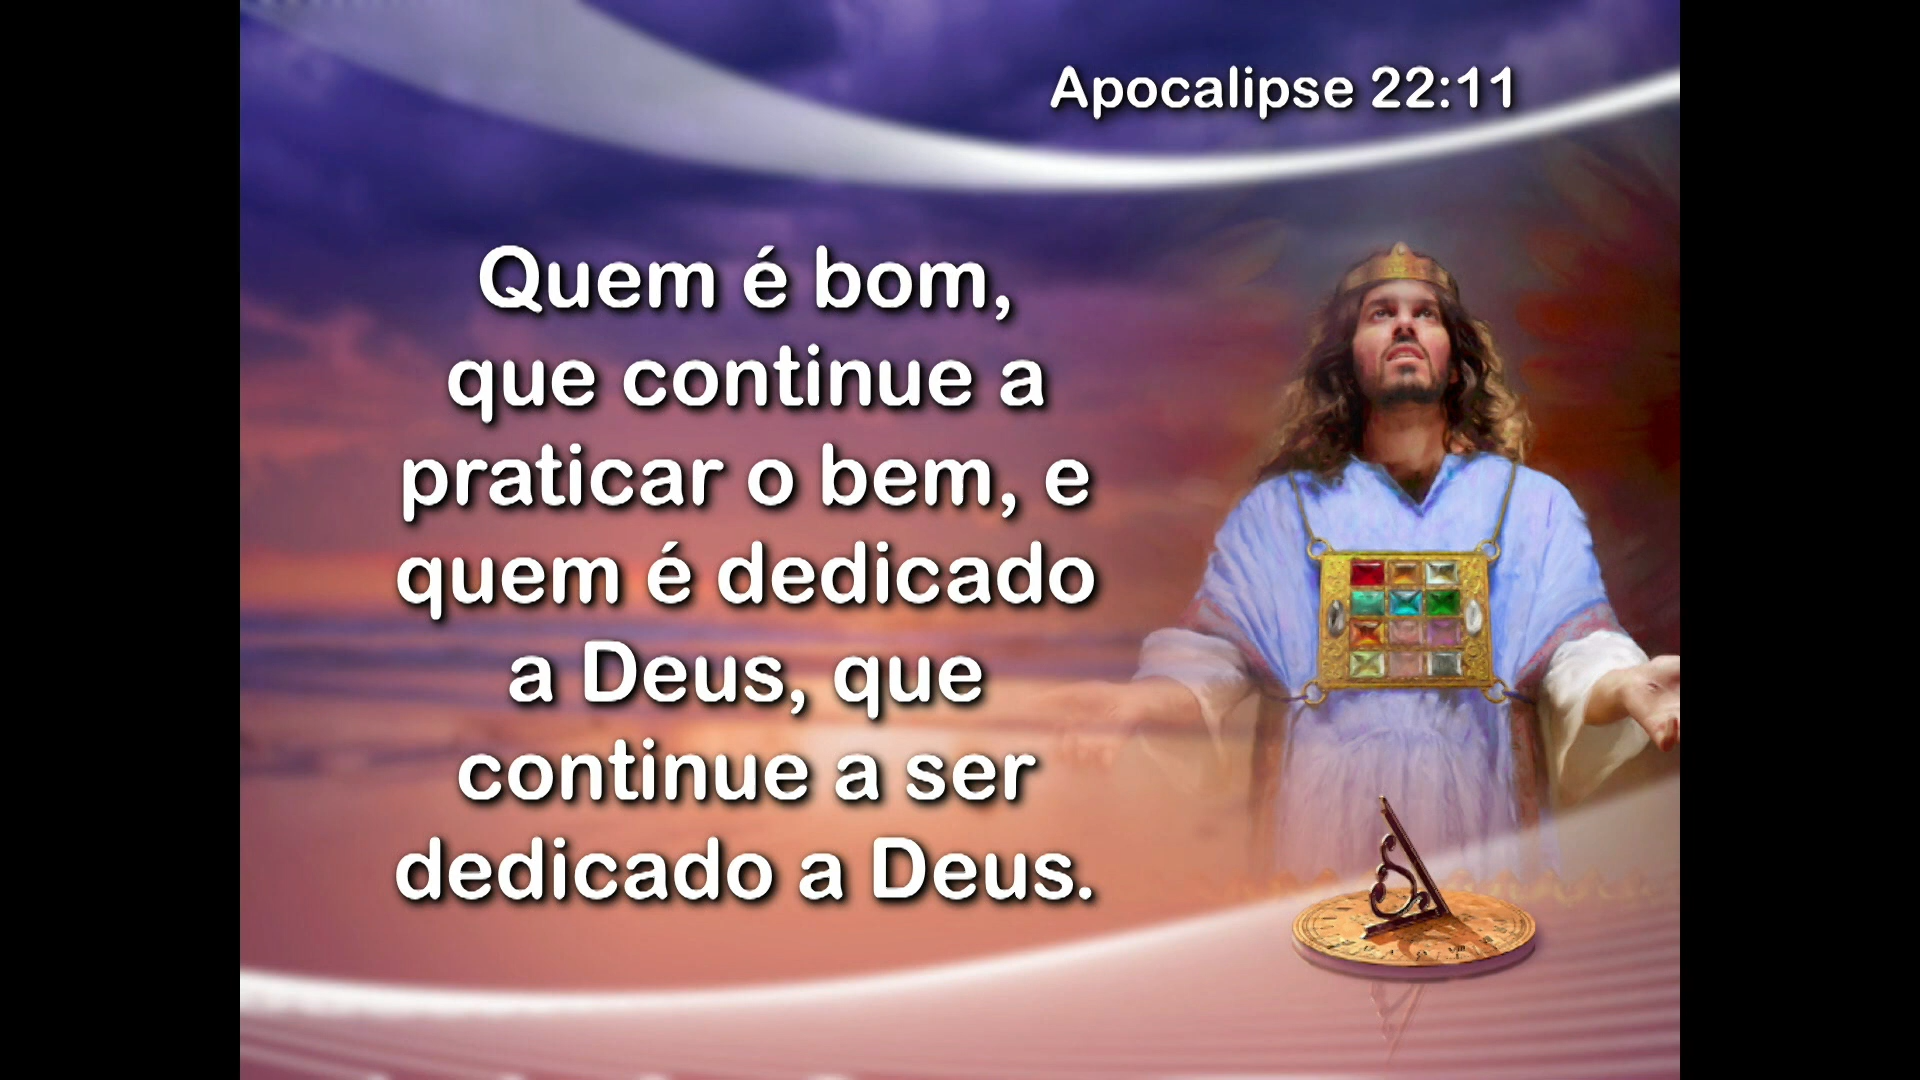 Apocalipse 22:11
Quem é bom,
que continue a
praticar o bem, e
quem é dedicado
a Deus, que
continue a ser
dedicado a Deus.